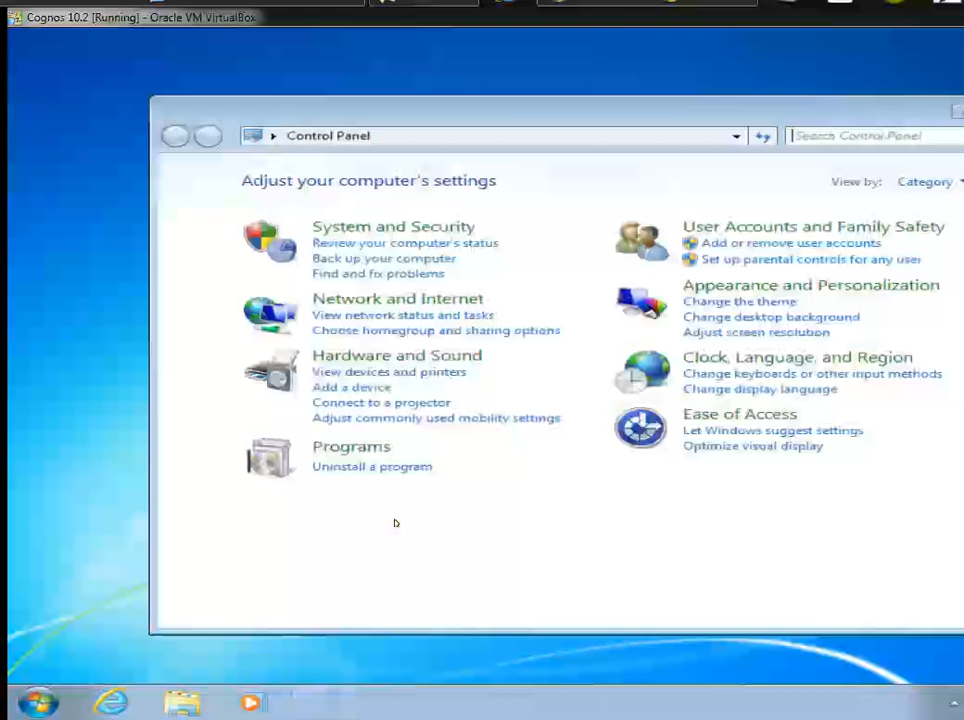 Cognos 10.2 [Running] - Oracle VM VirtualBox
Control Panel
Search Control Panel
Adjust your computer's settings
View by: Category
System and Security
Review your computer's status
Back up your computer
Find and fix problems
Network and Internet
View network status and tasks
Choose homegroup and sharing options
Hardware and Sound
View devices and printers
Add a device
Connect to a projector
Adjust commonly used mobility settings
Programs
Uninstall a program
User Accounts and Family Safety
Add or remove user accounts
Set up parental controls for any user
Appearance and Personalization
Change the theme
Change desktop background
Adjust screen resolution
Clock, Language, and Region
Change keyboards or other input methods
Change display language
Ease of Access
Let Windows suggest settings
Optimize visual display